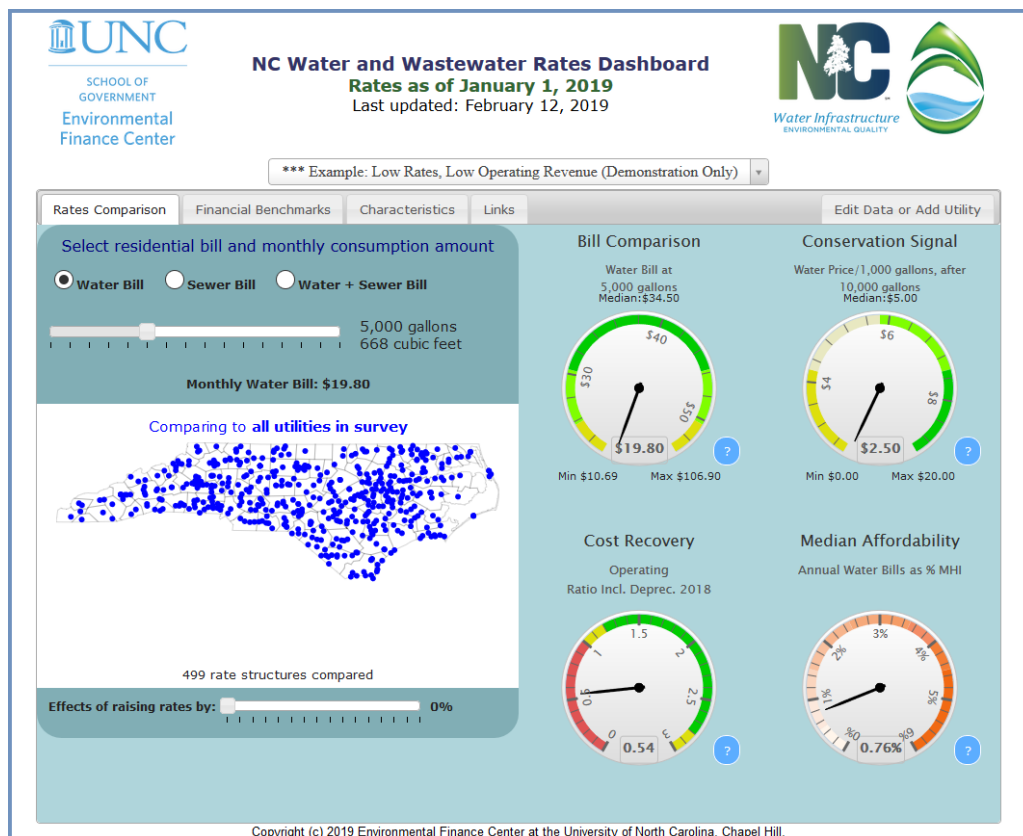 UNC
SCHOOL OF
GOVERNMENT
Environmental
Finance Center
NC Water and Wastewater Rates Dashboard
Rates as of January 1, 2019
Last updated: February 12, 2019
NC
Water Infrastructure
ENVIRONMENTAL QUALITY
*** Example: Low Rates, Low Operating Revenue (Demonstration Only)
Rates Comparison
Financial Benchmarks
Characteristics
Links
Edit Data or Add Utility
Select residential bill and monthly consumption amount
Water Bill
Sewer Bill
Water + Sewer Bill
5,000 gallons
668 cubic feet
Monthly Water Bill: $19.80
Comparing to all utilities in survey
499 rate structures compared
Effects of raising rates by:
0%
Bill Comparison
Water Bill at
5,000 gallons
Median:$34.50
$30
$40
$50
$19.80
?
Min $10.69
Max $106.90
Conservation Signal
Water Price/1,000 gallons, after
10,000 gallons
Median:$5.00
$4
$6
$8
$2.50
?
Min $0.00
Max $20.00
Cost Recovery
Operating
Ratio Incl. Deprec. 2018
0
0.5
1
1.5
2
2.5
3
0.54
?
Median Affordability
Annual Water Bills as % MHI
0%
1%
2%
3%
4%
5%
6%
0.76%
?
Copyright (c) 2019 Environmental Finance Center at the University of North Carolina, Chapel Hill.